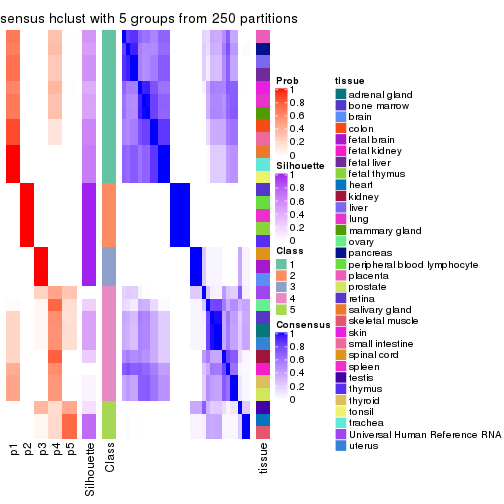 sensus hclust with 5 groups from 250 partitions
Prob
1
0.8
0.6
0.4
0.2
0
Silhouette
1
0.8
0.6
0.4
0.2
0
Class
1
2
3
4
5
Consensus
1
0.8
0.6
0.4
0.2
0
tissue
adrenal gland
bone marrow
brain
colon
fetal brain
fetal kidney
fetal liver
fetal thymus
heart
kidney
liver
lung
mammary gland
ovary
pancreas
peripheral blood lymphocyte
placenta
prostate
retina
salivary gland
skeletal muscle
skin
small intestine
spinal cord
spleen
testis
thymus
thyroid
tonsil
trachea
Universal Human Reference RNA
uterus
p1
p2
p3
p4
p5
Silhouette
Class
tissue